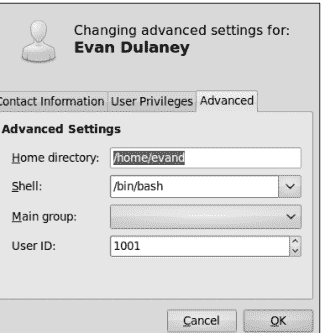 Changing advanced settings for:
Evan Dulaney
Contact Information User Privileges Advanced
Advanced Settings
Home directory: /home/evand
Shell: /bin/bash
Main group:
User ID: 1001
Cancel OK